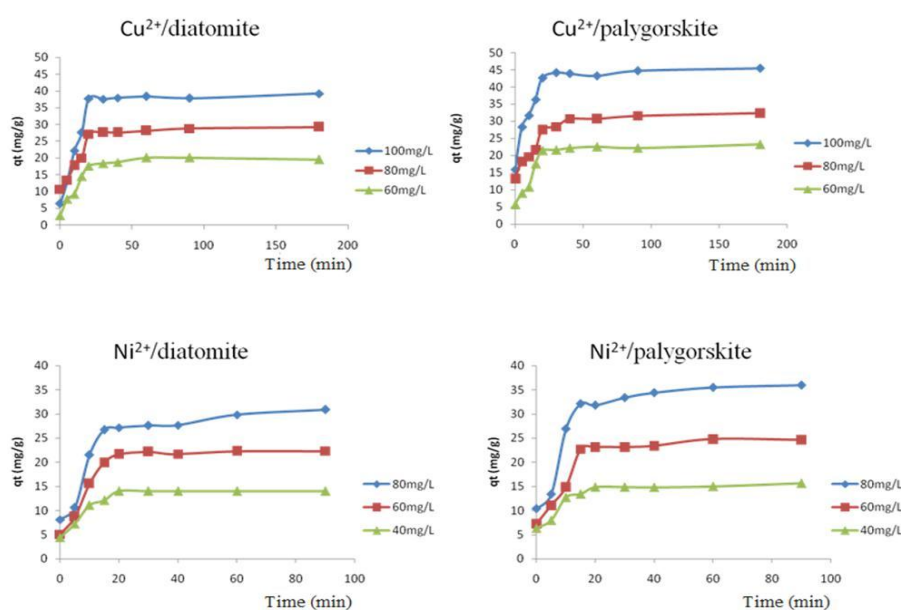 Cu²⁺/diatomite
50
45
40
35
30
25
20
15
10
5
0
qt (mg/g)
0 50 100 150 200
Time (min)
100mg/L
80mg/L
60mg/L
Cu²⁺/palygorskite
50
45
40
35
30
25
20
15
10
5
0
qt (mg/g)
0 50 100 150 200
Time (min)
100mg/L
80mg/L
60mg/L
Ni²⁺/diatomite
40
35
30
25
20
15
10
5
0
qt (mg/g)
0 20 40 60 80 100
Time (min)
80mg/L
60mg/L
40mg/L
Ni²⁺/palygorskite
40
35
30
25
20
15
10
5
0
qt (mg/g)
0 20 40 60 80 100
Time (min)
80mg/L
60mg/L
40mg/L